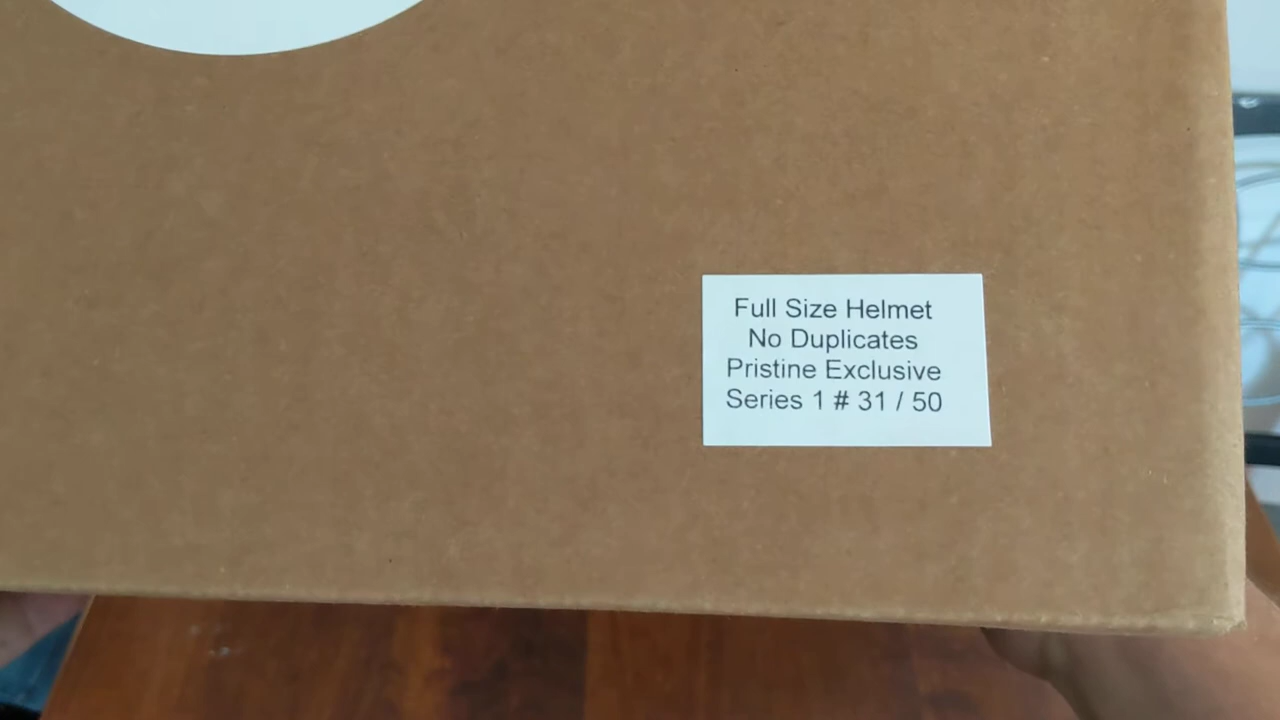 Full Size Helmet
No Duplicates
Pristine Exclusive
Series 1 # 31 / 50